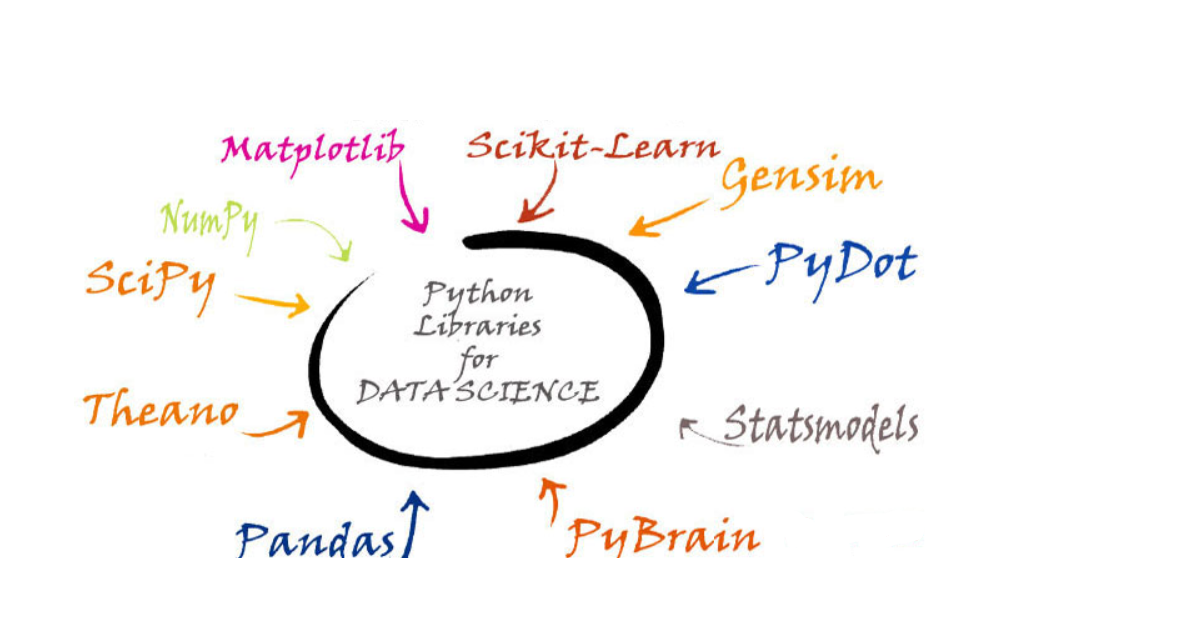 Matplotlib
Scikit-Learn
Gensim
NumPy
PyDot
SciPy
Python
Libraries
for
DATA SCIENCE
Theano
Statsmodels
Pandas
PyBrain